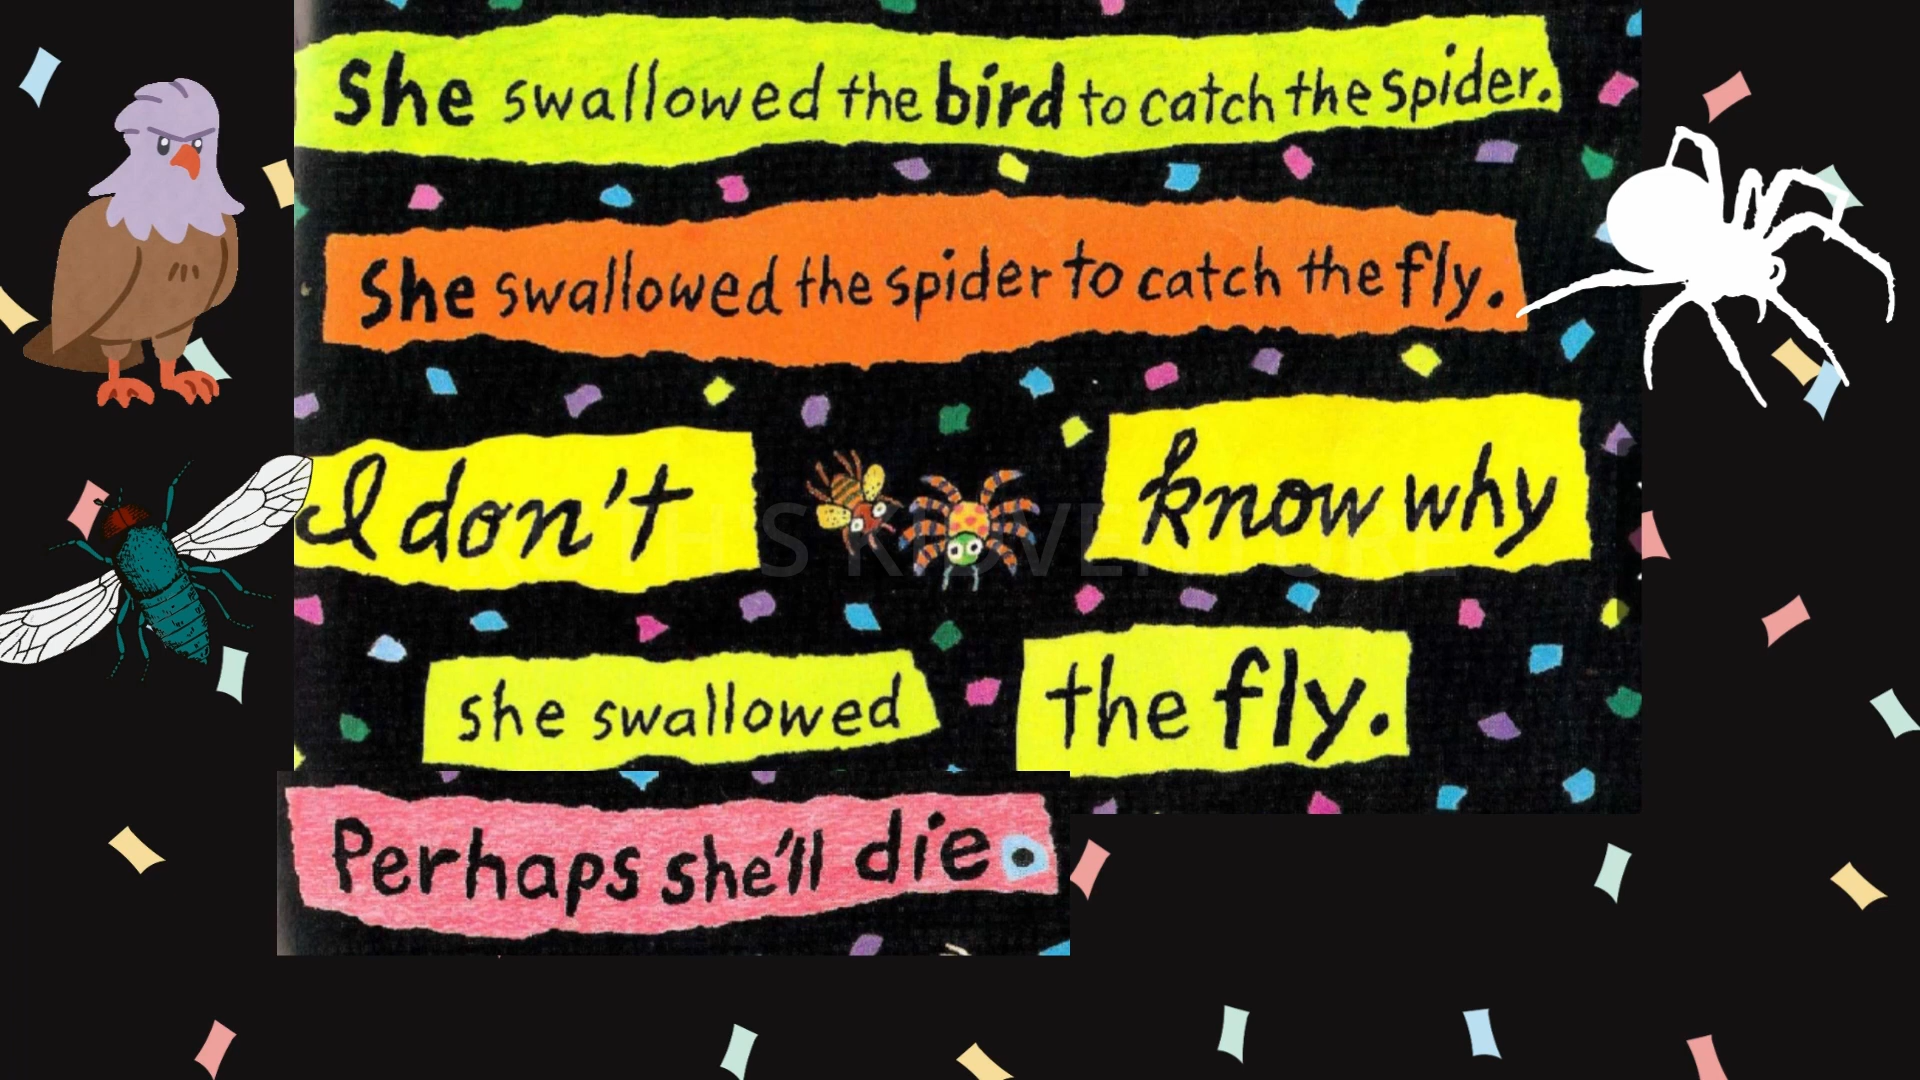 She swallowed the bird to catch the spider.
She swallowed the spider to catch the fly.
I don't know why
she swallowed the fly.
Perhaps she'll die.